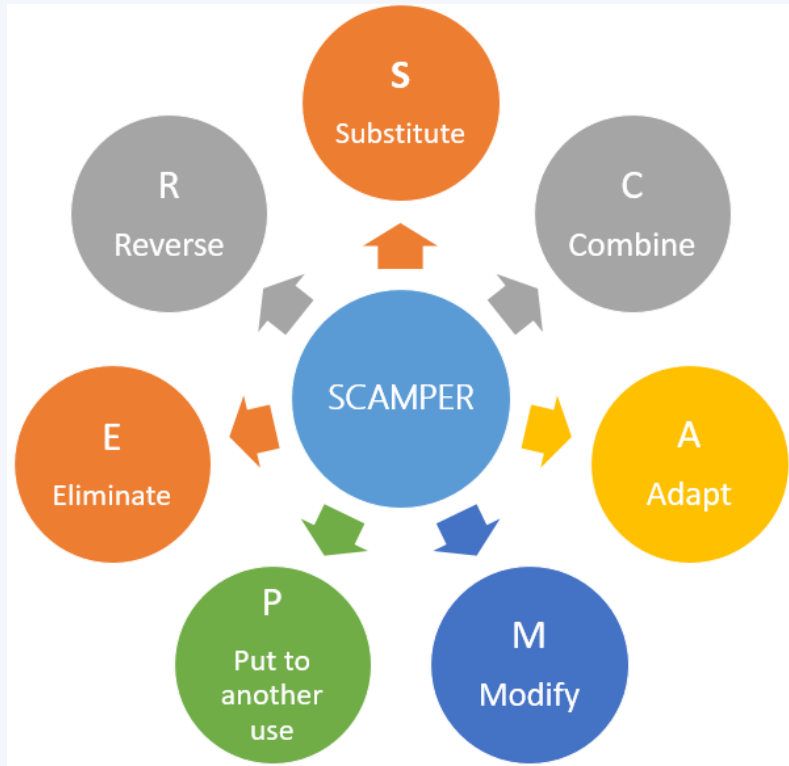 S
Substitute
C
Combine
A
Adapt
M
Modify
P
Put to
another
use
E
Eliminate
R
Reverse
SCAMPER